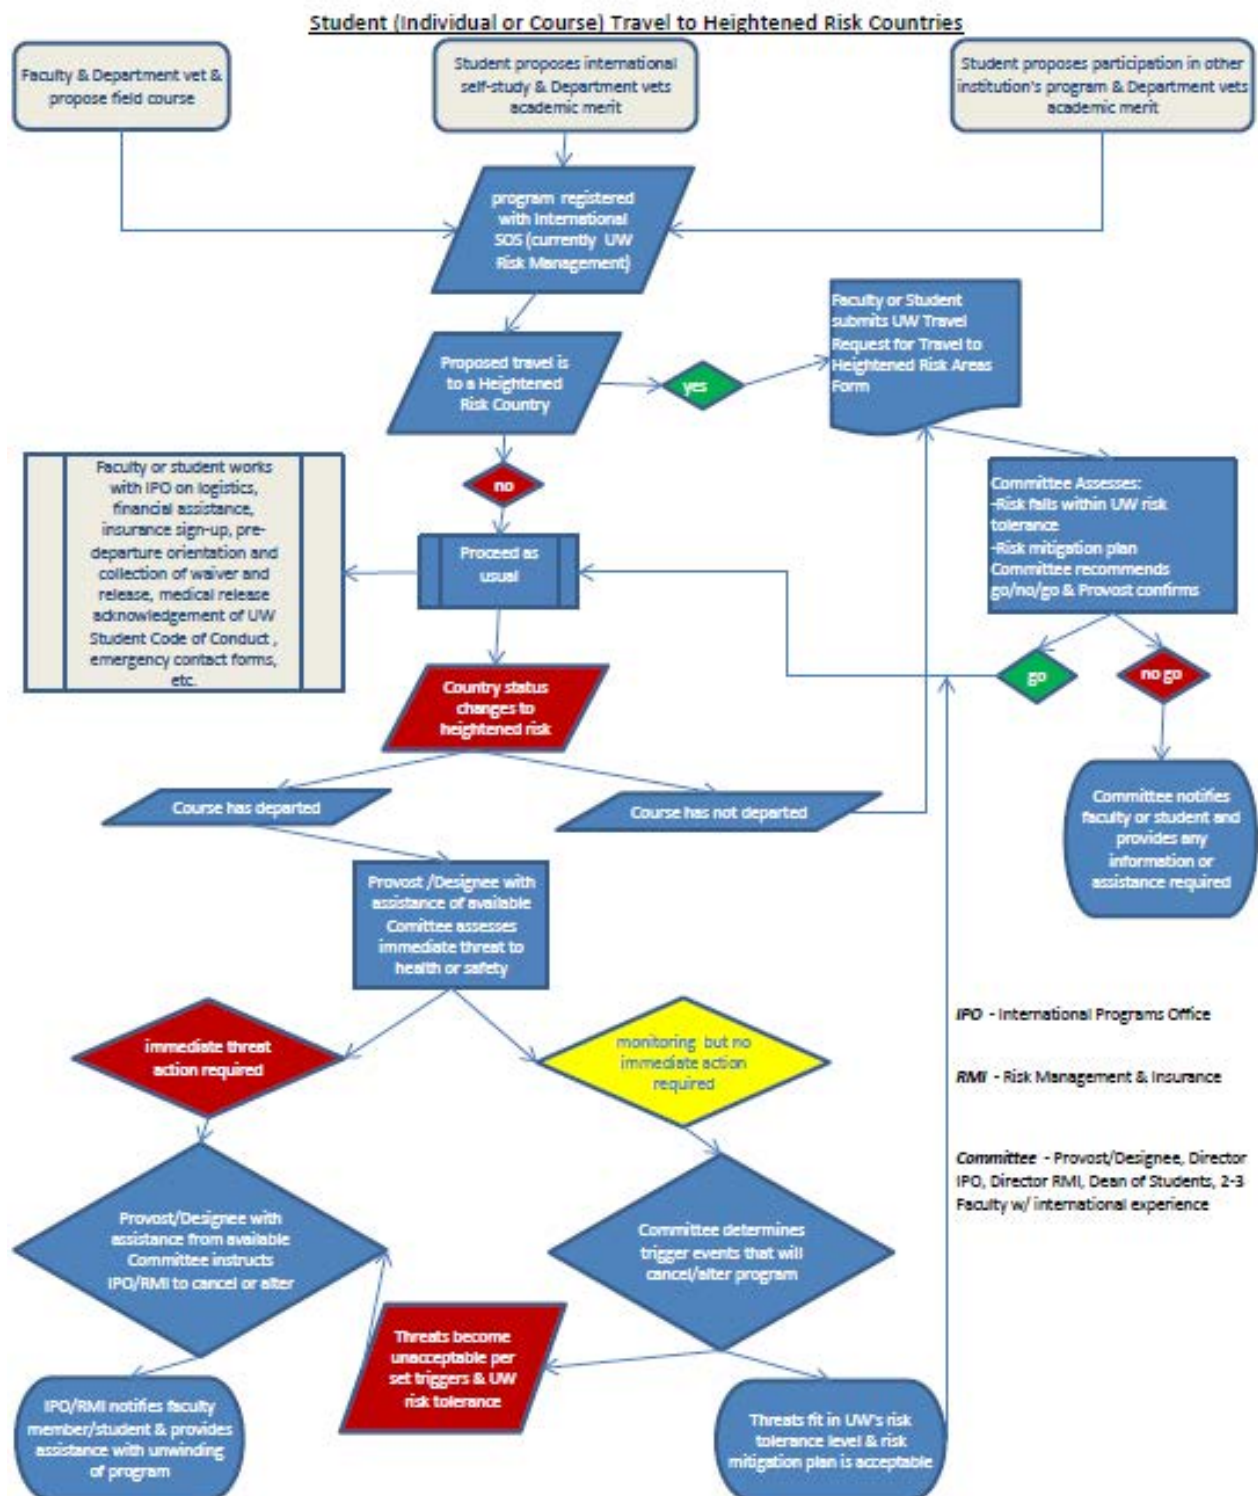 Student (Individual or Course) Travel to Heightened Risk Countries
Faculty & Department vet &
propose field course
Student proposes international
self-study & Department vets
academic merit
Student proposes participation in other
institution's program & Department vets
academic merit
program registered
with International
SOS (currently UW
Risk Management)
Proposed travel is
to a Heightened
Risk Country
yes
Faculty or Student
submits UW Travel
Request for Travel to
Heightened Risk Areas
Form
no
Faculty or student works
with IPO on logistics,
financial assistance,
insurance sign-up, pre-
departure orientation and
collection of waiver and
release, medical release
acknowledgement of UW
Student Code of Conduct ,
emergency contact forms,
etc.
Proceed as
usual
Committee Assesses:
-Risk falls within UW risk
tolerance
-Risk mitigation plan
Committee recommends
go/no/go & Provost confirms
go
no go
Country status
changes to
heightened risk
Course has departed
Course has not departed
Committee notifies
faculty or student and
provides any
information or
assistance required
Provost /Designee with
assistance of available
Comittee assesses
immediate threat to
health or safety
immediate threat
action required
monitoring but no
immediate action
required
IPO - International Programs Office
RMI - Risk Management & Insurance
Committee - Provost/Designee, Director
IPO, Director RMI, Dean of Students, 2-3
Faculty w/ international experience
Provost/Designee with
assistance from available
Committee instructs
IPO/RMI to cancel or alter
Committee determines
trigger events that will
cancel/alter program
Threats become
unacceptable per
set triggers & UW
risk tolerance
IPO/RMI notifies faculty
member/student & provides
assistance with unwinding
of program
Threats fit in UW's risk
tolerance level & risk
mitigation plan is acceptable